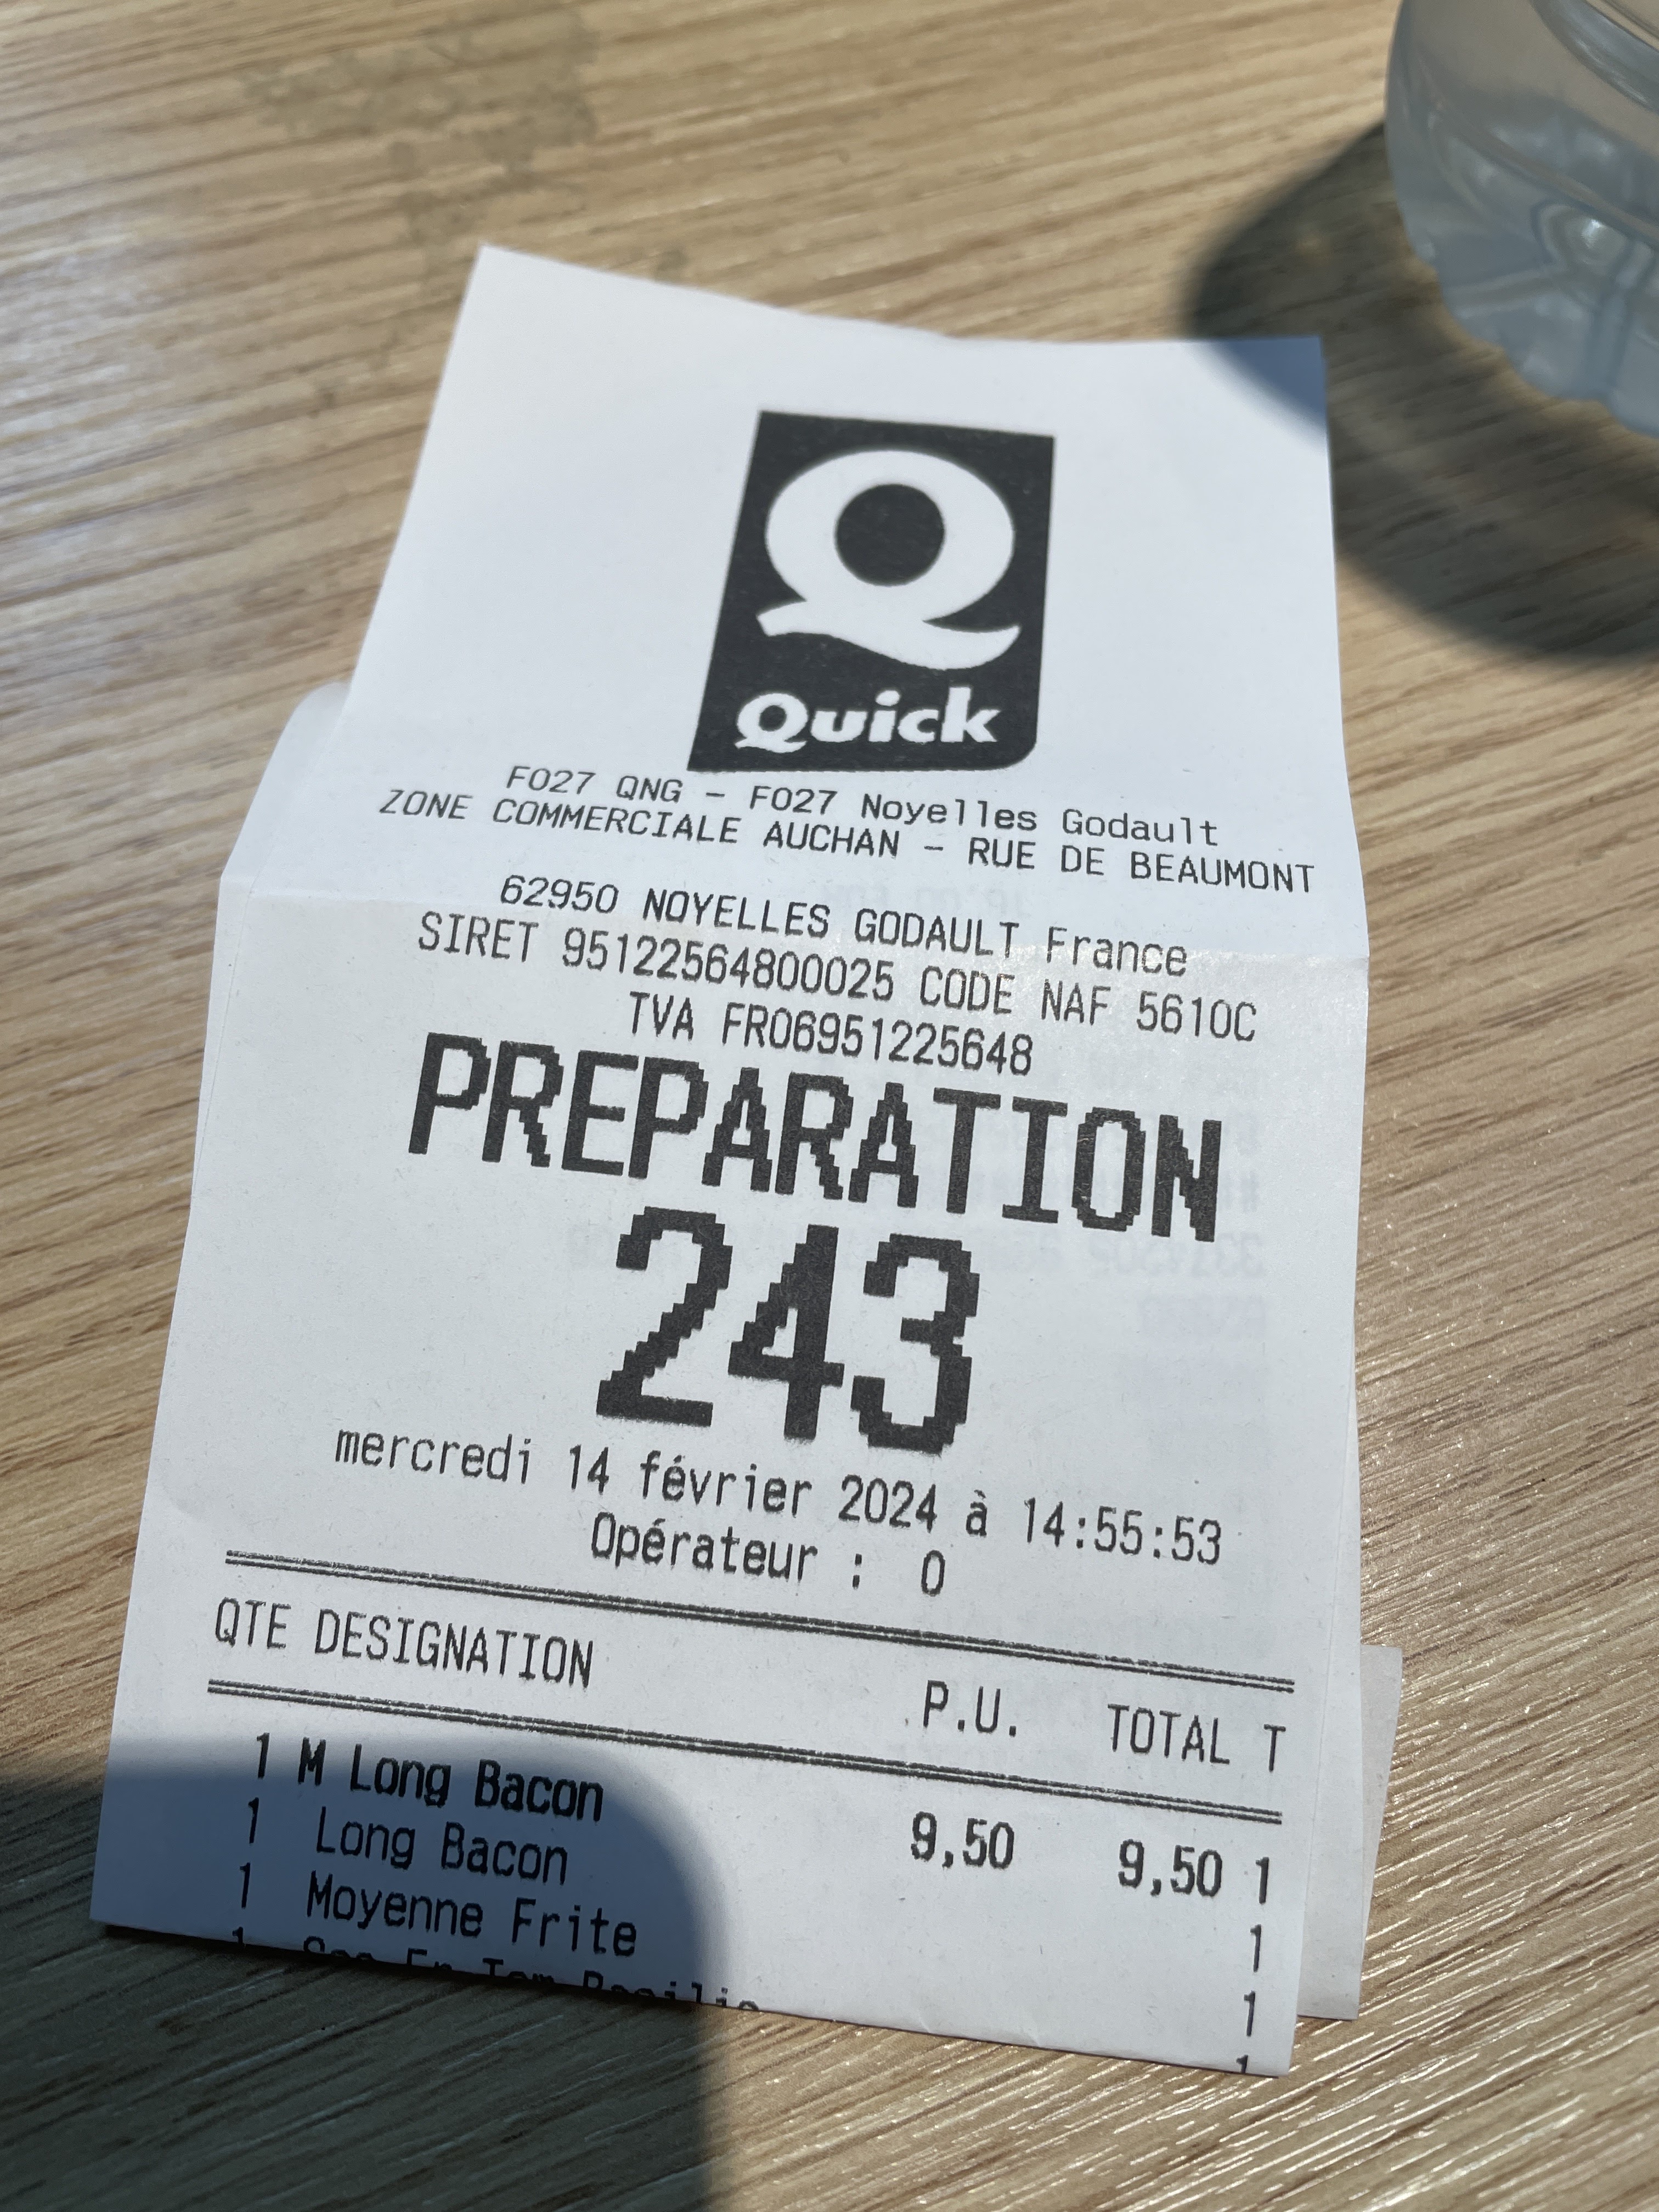 Q
Quick
F027 QNG - F027 Noyelles Godault
ZONE COMMERCIALE AUCHAN - RUE DE BEAUMONT
62950 NOYELLES GODAULT France
SIRET 95122564800025 CODE NAF 5610C
TVA FR06951225648
PREPARATION
243
mercredi 14 février 2024 à 14:55:53
Opérateur : 0
QTE DESIGNATION P.U. TOTAL T
1 M Long Bacon 9,50 9,50 1
1 Long Bacon 1
1 Moyenne Frite 1
1 Basilic 1